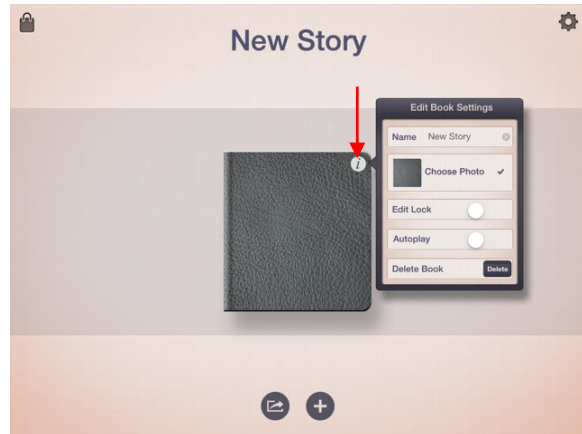 New Story
Edit Book Settings
Name New Story
i
Choose Photo
Edit Lock
Autoplay
Delete Book Delete